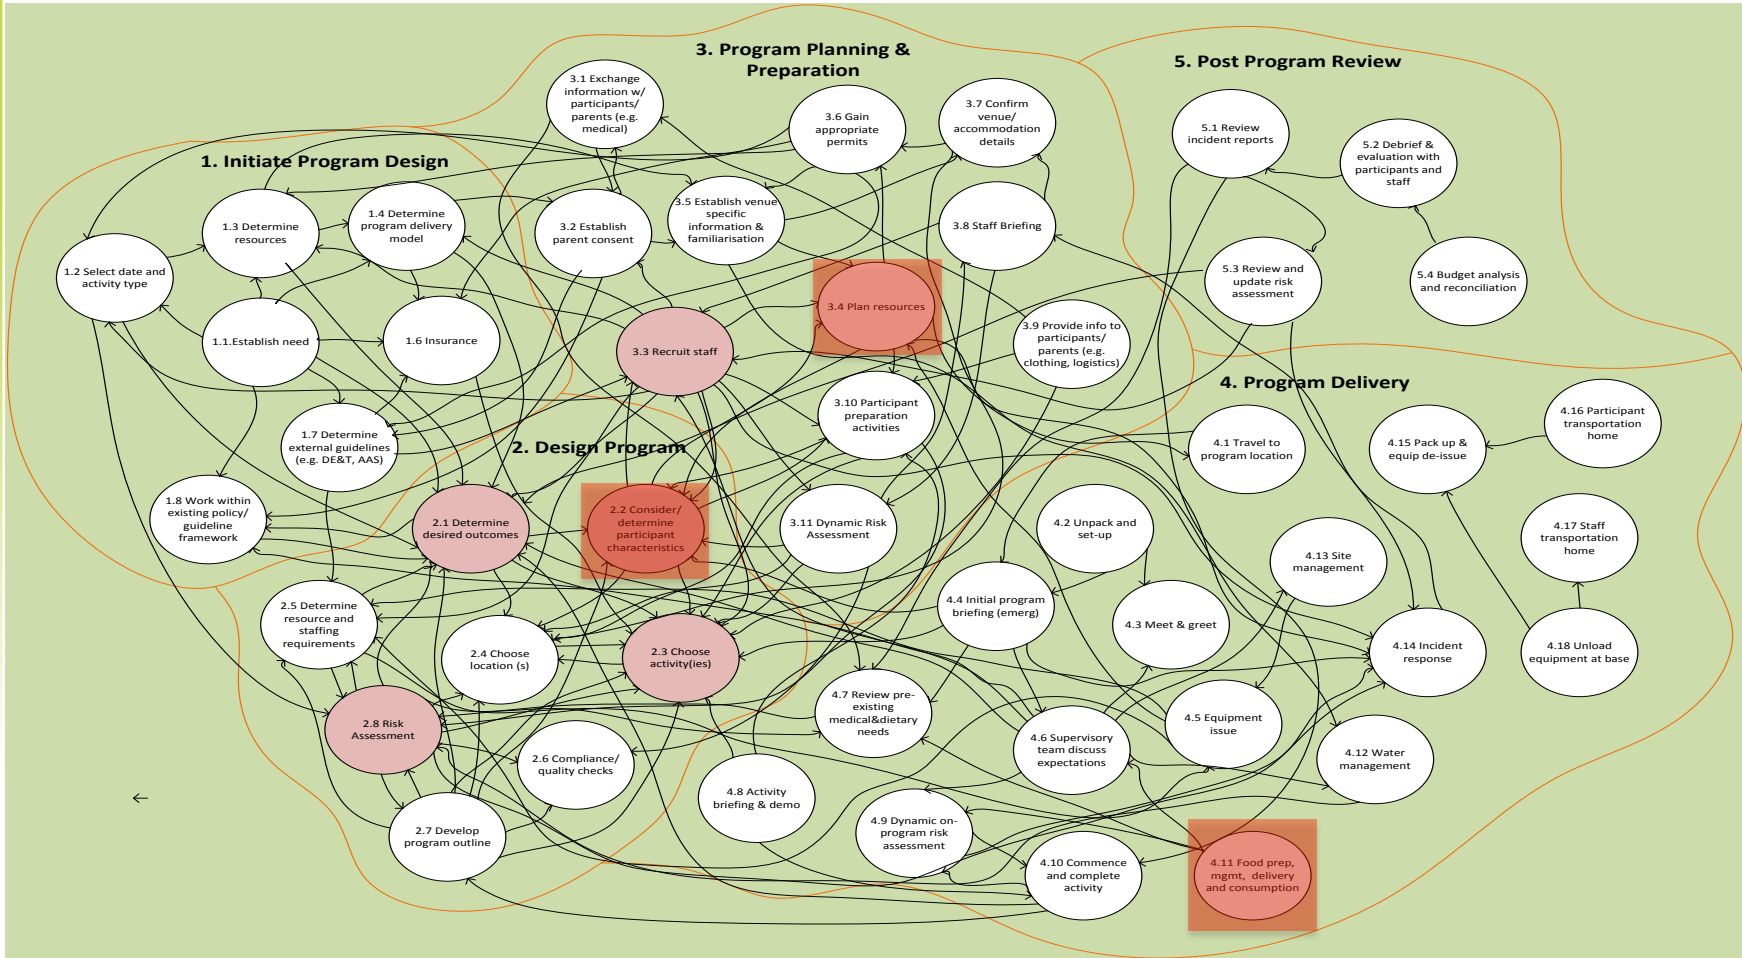 3. Program Planning &
Preparation
5. Post Program Review
1. Initiate Program Design
2. Design Program
4. Program Delivery
3.1 Exchange
information w/
participants/
parents (e.g.
medical)
3.6 Gain
appropriate
permits
3.7 Confirm
venue/
accommodation
details
5.1 Review
incident reports
5.2 Debrief &
evaluation with
participants and
staff
1.3 Determine
resources
1.4 Determine
program delivery
model
3.2 Establish
parent consent
3.5 Establish venue
specific
information &
familiarisation
3.8 Staff Briefing
1.2 Select date and
activity type
5.3 Review and
update risk
assessment
5.4 Budget analysis
and reconciliation
3.4 Plan resources
1.1.Establish need
1.6 Insurance
3.3 Recruit staff
3.9 Provide info to
participants/
parents (e.g.
clothing, logistics)
3.10 Participant
preparation
activities
1.7 Determine
external guidelines
(e.g. DE&T, AAS)
4.1 Travel to
program location
4.15 Pack up &
equip de-issue
4.16 Participant
transportation
home
1.8 Work within
existing policy/
guideline
framework
2.1 Determine
desired outcomes
2.2 Consider/
determine
participant
characteristics
3.11 Dynamic Risk
Assessment
4.2 Unpack and
set-up
4.13 Site
management
4.17 Staff
transportation
home
2.5 Determine
resource and
staffing
requirements
2.4 Choose
location (s)
2.3 Choose
activity(ies)
4.4 Initial program
briefing (emerg)
4.3 Meet & greet
4.14 Incident
response
4.18 Unload
equipment at base
2.8 Risk
Assessment
4.7 Review pre-
existing
medical&dietary
needs
4.5 Equipment
issue
4.6 Supervisory
team discuss
expectations
4.12 Water
management
2.6 Compliance/
quality checks
4.8 Activity
briefing & demo
2.7 Develop
program outline
4.9 Dynamic on-
program risk
assessment
4.10 Commence
and complete
activity
4.11 Food prep,
mgmt, delivery
and consumption